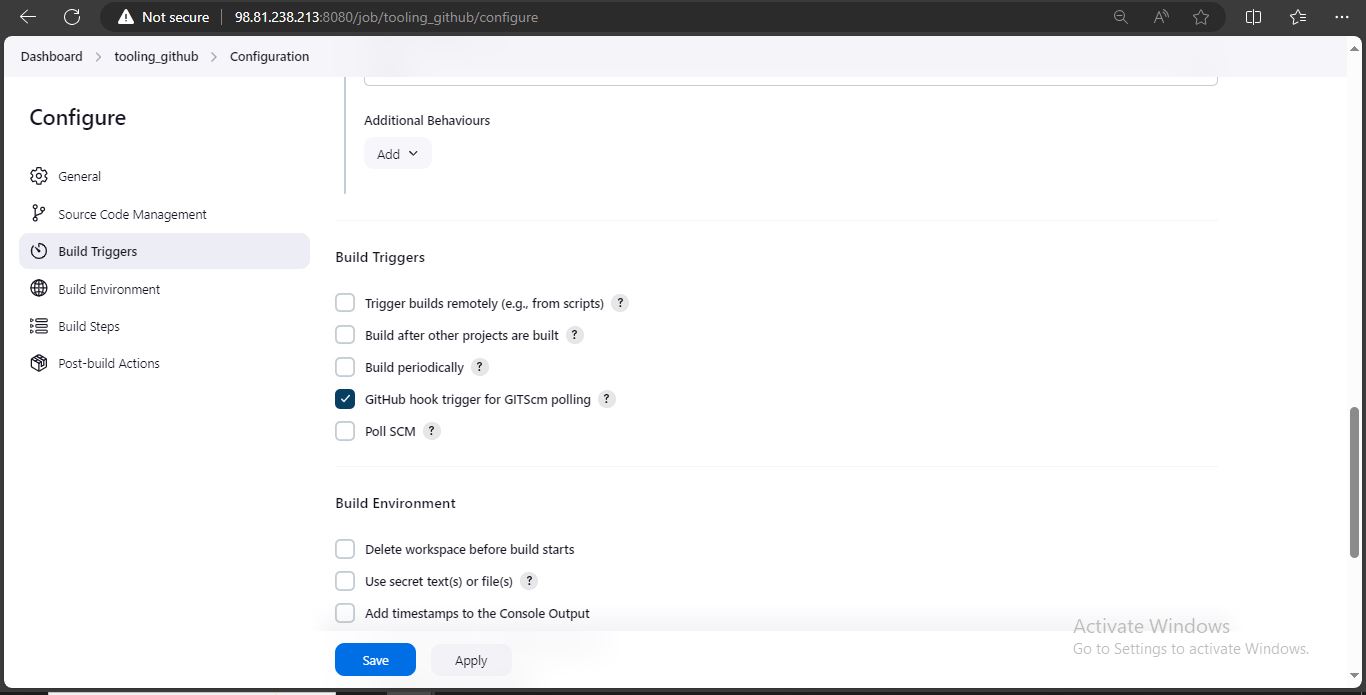 Not secure 98.81.238.213:8080/job/tooling_github/configure
Dashboard > tooling_github > Configuration
Configure
General
Source Code Management
Build Triggers
Build Environment
Build Steps
Post-build Actions
Additional Behaviours
Add
Build Triggers
Trigger builds remotely (e.g., from scripts) ?
Build after other projects are built ?
Build periodically ?
GitHub hook trigger for GITScm polling ?
Poll SCM ?
Build Environment
Delete workspace before build starts
Use secret text(s) or file(s) ?
Add timestamps to the Console Output
Save Apply
Activate Windows
Go to Settings to activate Windows.